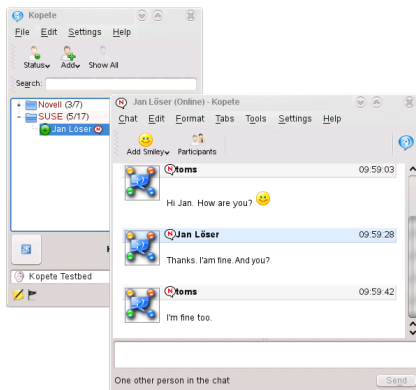 Kopete
File Edit Settings Help
Status Add Show All
Search:
Novell (3/7)
SUSE (5/17)
Jan Löser
Kopete Testbed
Jan Löser (Online) - Kopete
Chat Edit Format Tabs Tools Settings Help
Add Smiley Participants
toms 09:59:03
Hi Jan. How are you?
Jan Löser 09:59:28
Thanks. I'am fine. And you?
toms 09:59:42
I'm fine too.
One other person in the chat
Send